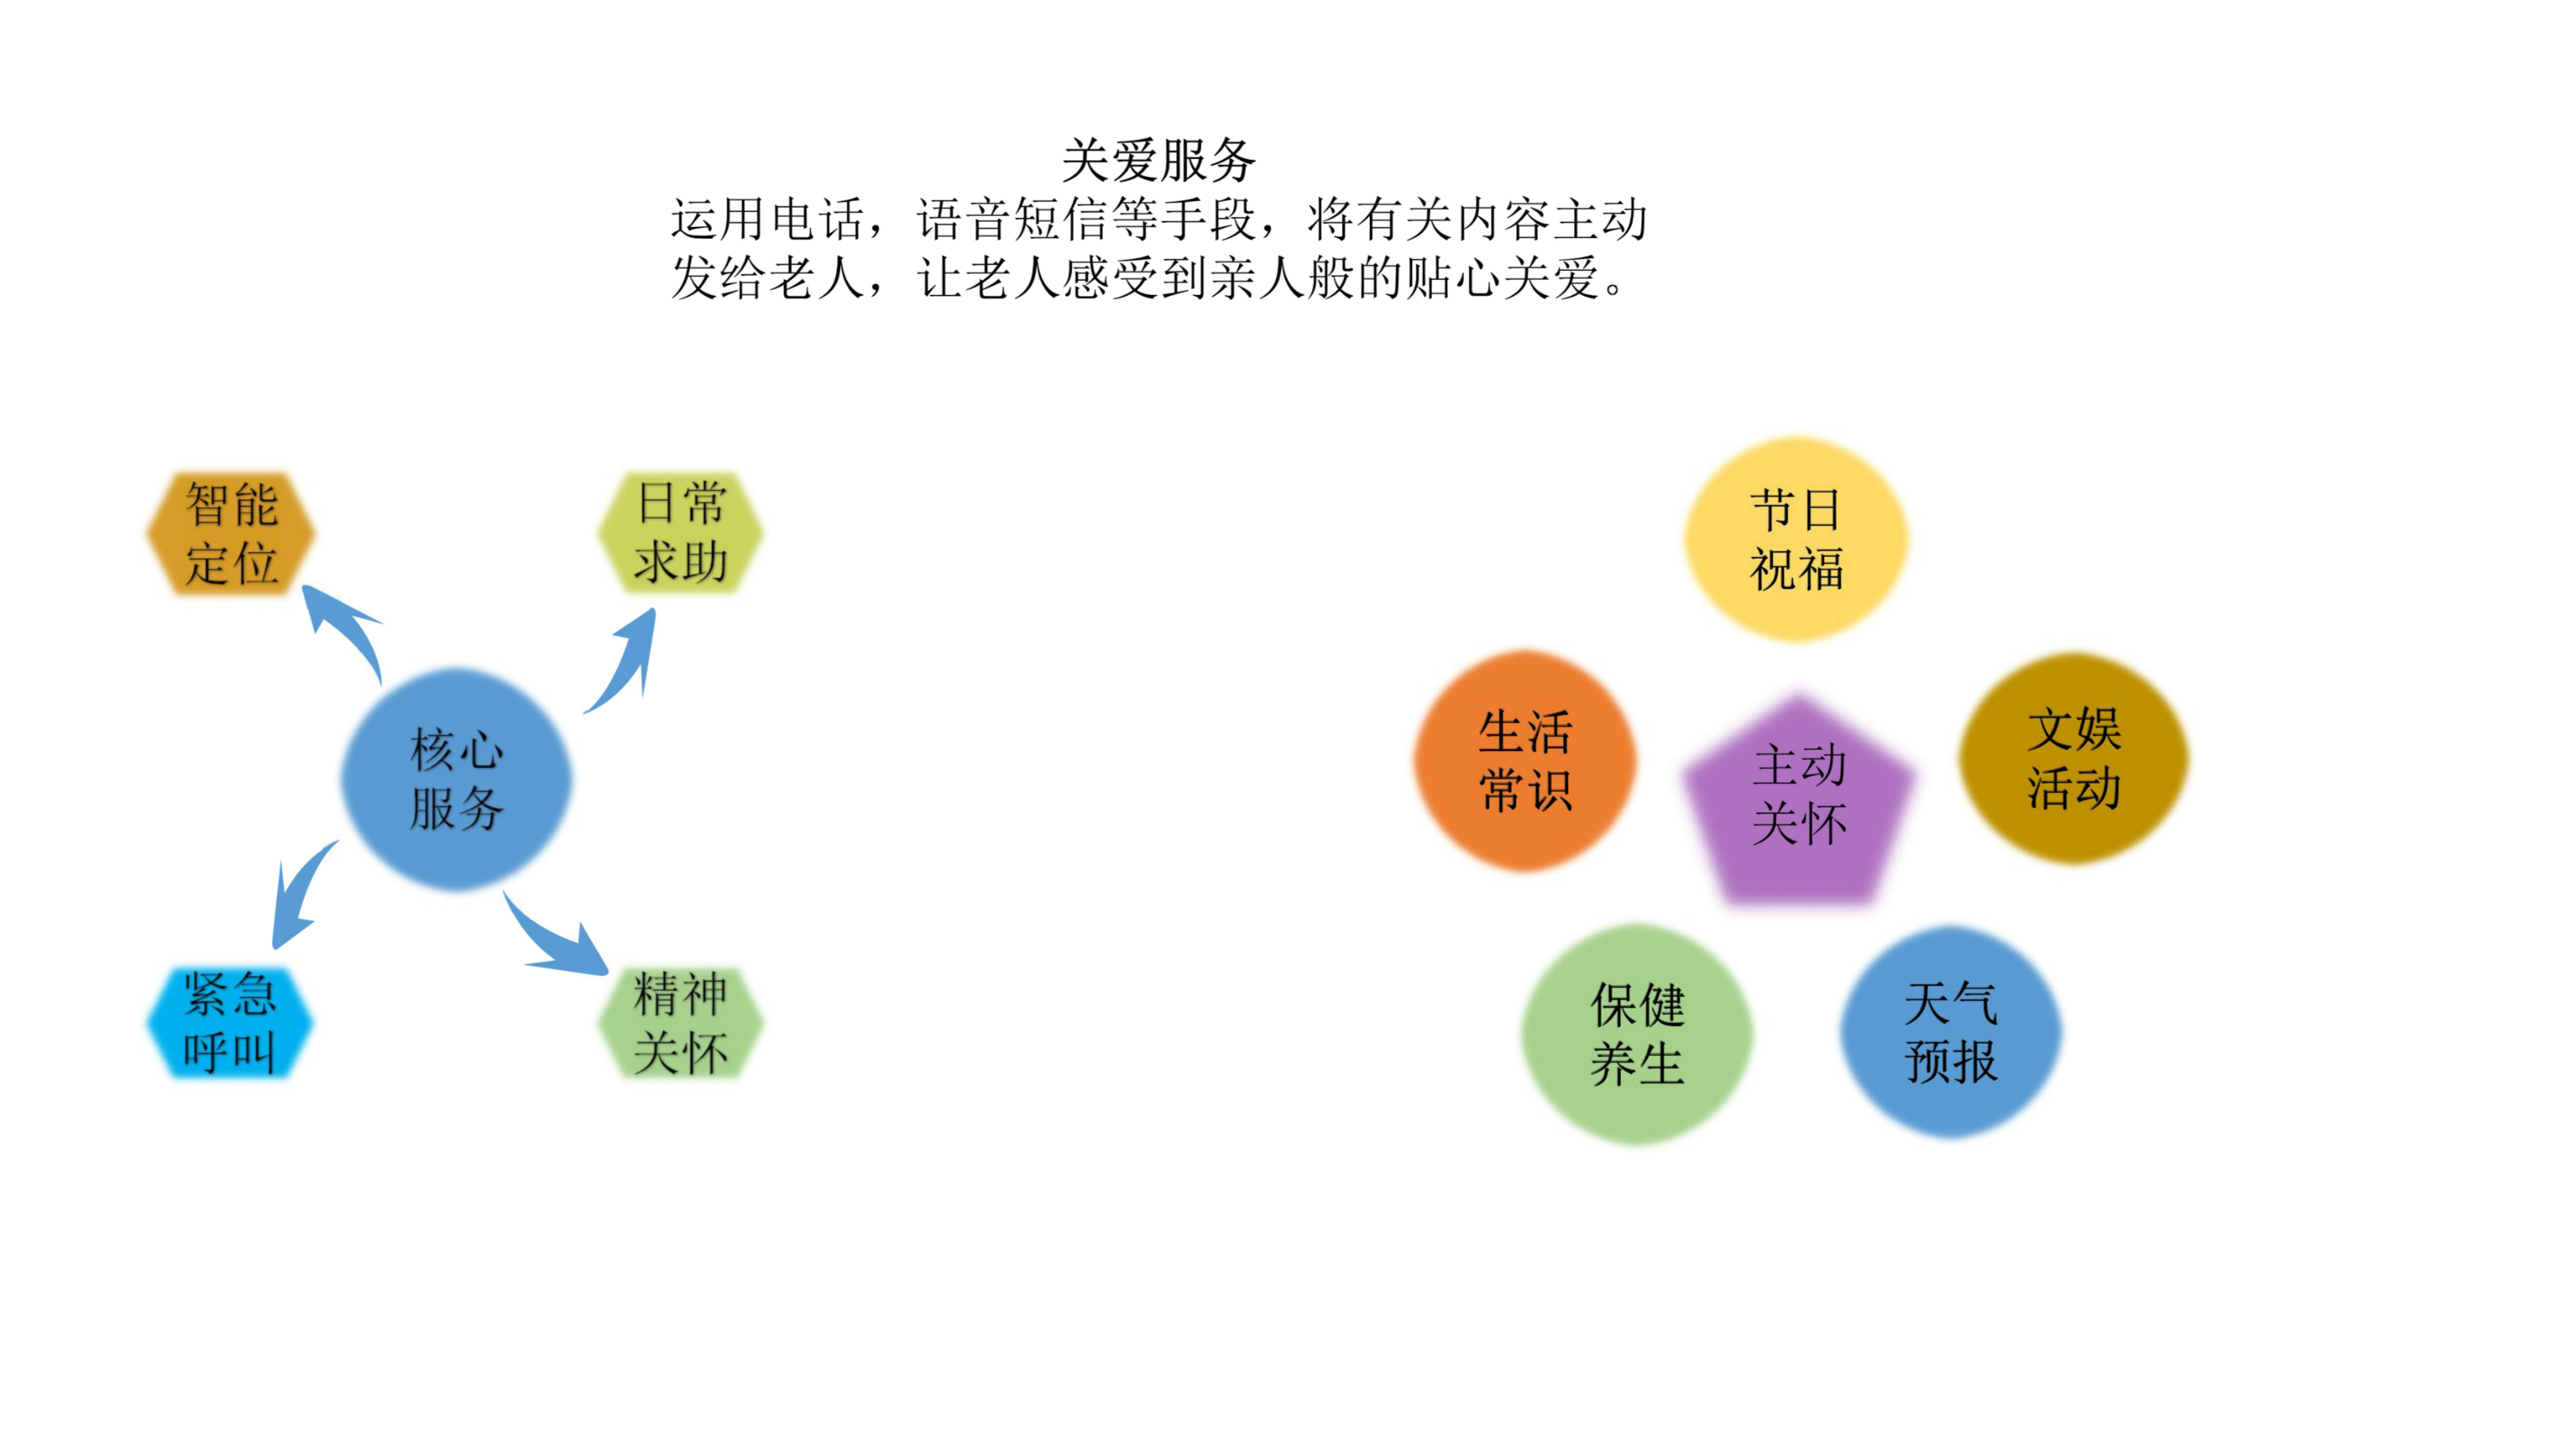 关爱服务
运用电话，语音短信等手段，将有关内容主动
发给老人，让老人感受到亲人般的贴心关爱。
智能
定位
日常
求助
核心
服务
紧急
呼叫
精神
关怀
节日
祝福
生活
常识
主动
关怀
文娱
活动
保健
养生
天气
预报